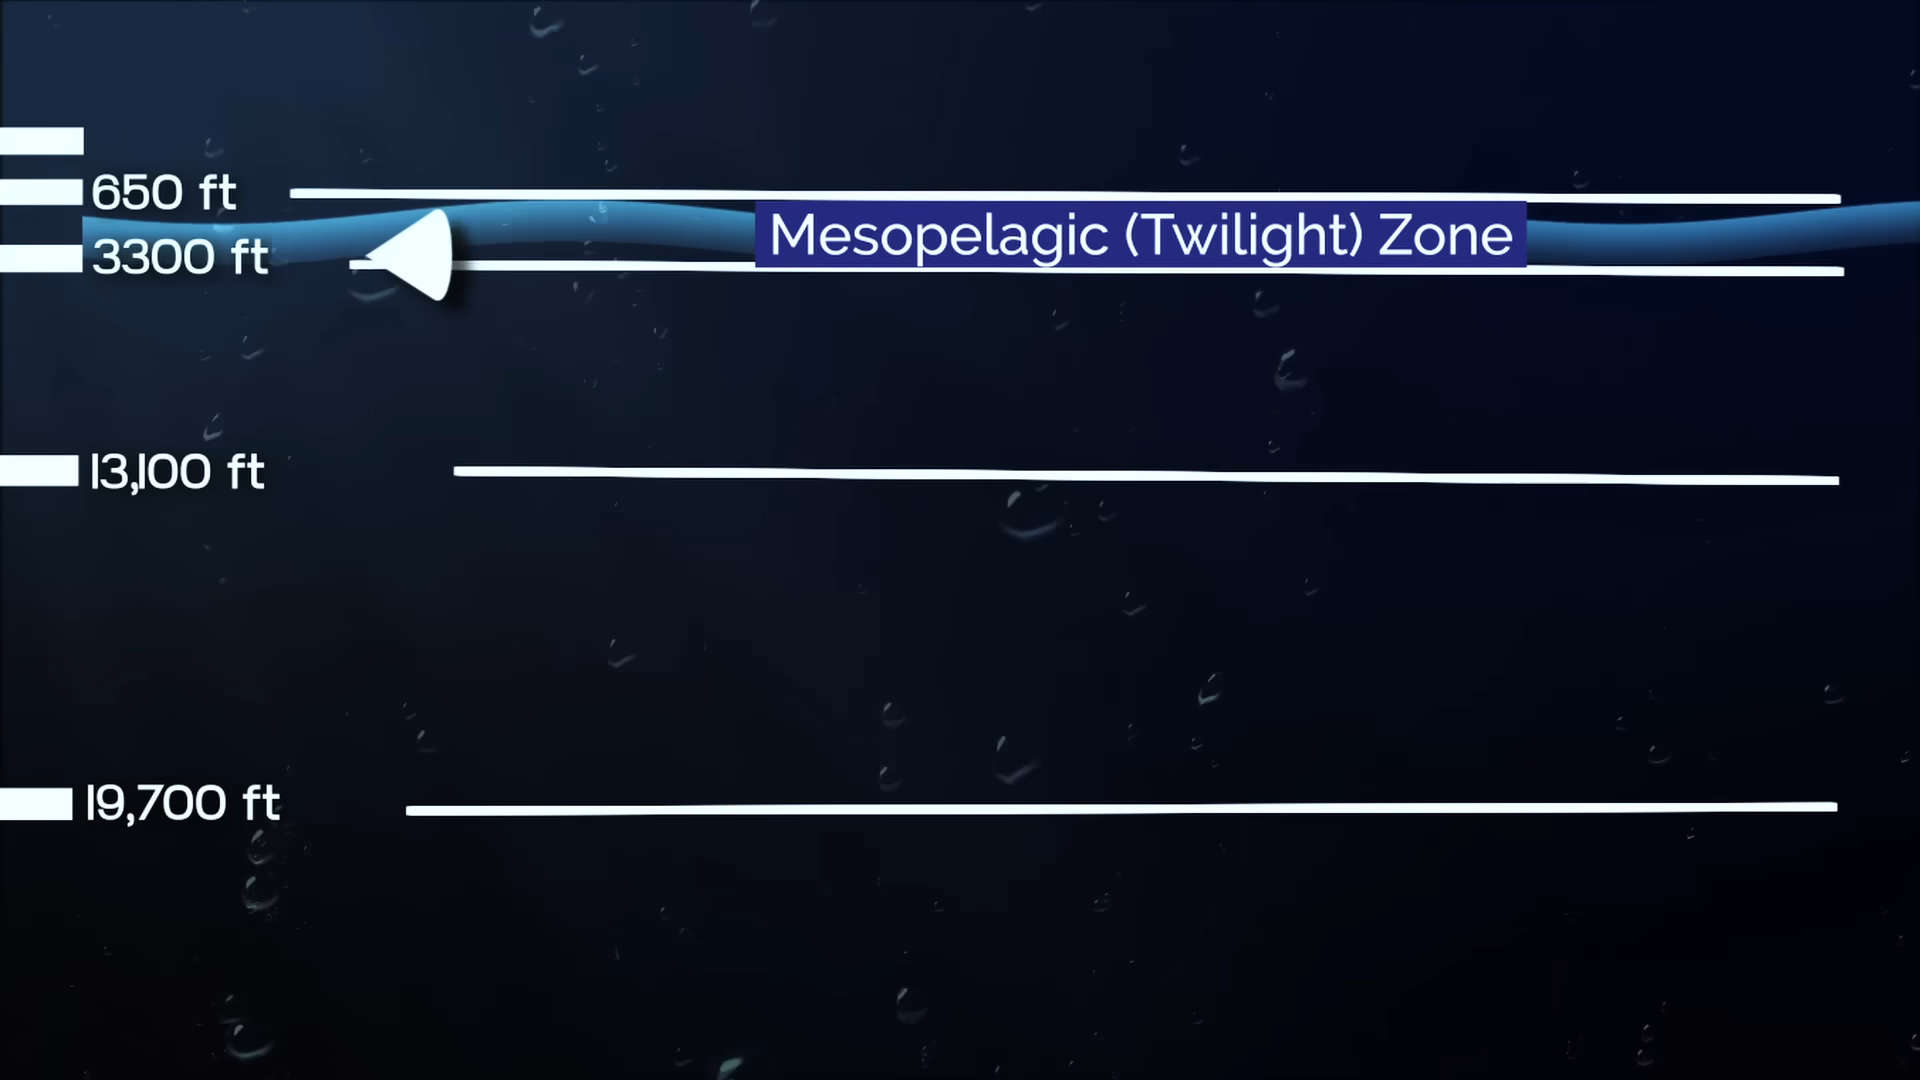 650 ft
Mesopelagic (Twilight) Zone
3300 ft
13,100 ft
19,700 ft